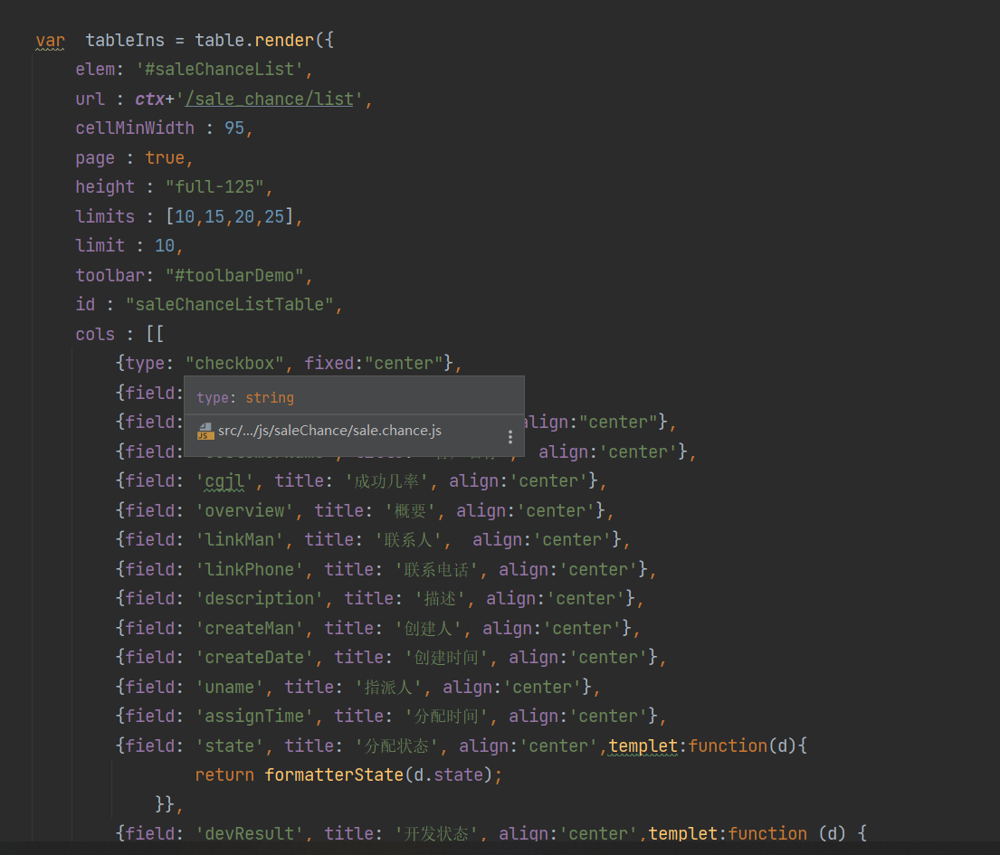 var  tableIns = table.render({
elem: '#saleChanceList',
url : ctx+'/sale_chance/list',
cellMinWidth : 95,
page : true,
height : "full-125",
limits : [10,15,20,25],
limit : 10,
toolbar: "#toolbarDemo",
id : "saleChanceListTable",
cols : [[
{type: "checkbox", fixed:"center"},
{field:
type: string
{field: align:"center"},
src/.../js/saleChance/sale.chance.js
{field: align:'center'},
{field: 'cgjl', title: '成功几率', align:'center'},
{field: 'overview', title: '概要', align:'center'},
{field: 'linkMan', title: '联系人',  align:'center'},
{field: 'linkPhone', title: '联系电话', align:'center'},
{field: 'description', title: '描述', align:'center'},
{field: 'createMan', title: '创建人', align:'center'},
{field: 'createDate', title: '创建时间', align:'center'},
{field: 'uname', title: '指派人', align:'center'},
{field: 'assignTime', title: '分配时间', align:'center'},
{field: 'state', title: '分配状态', align:'center',templet:function(d){
return formatterState(d.state);
}},
{field: 'devResult', title: '开发状态', align:'center',templet:function (d) {